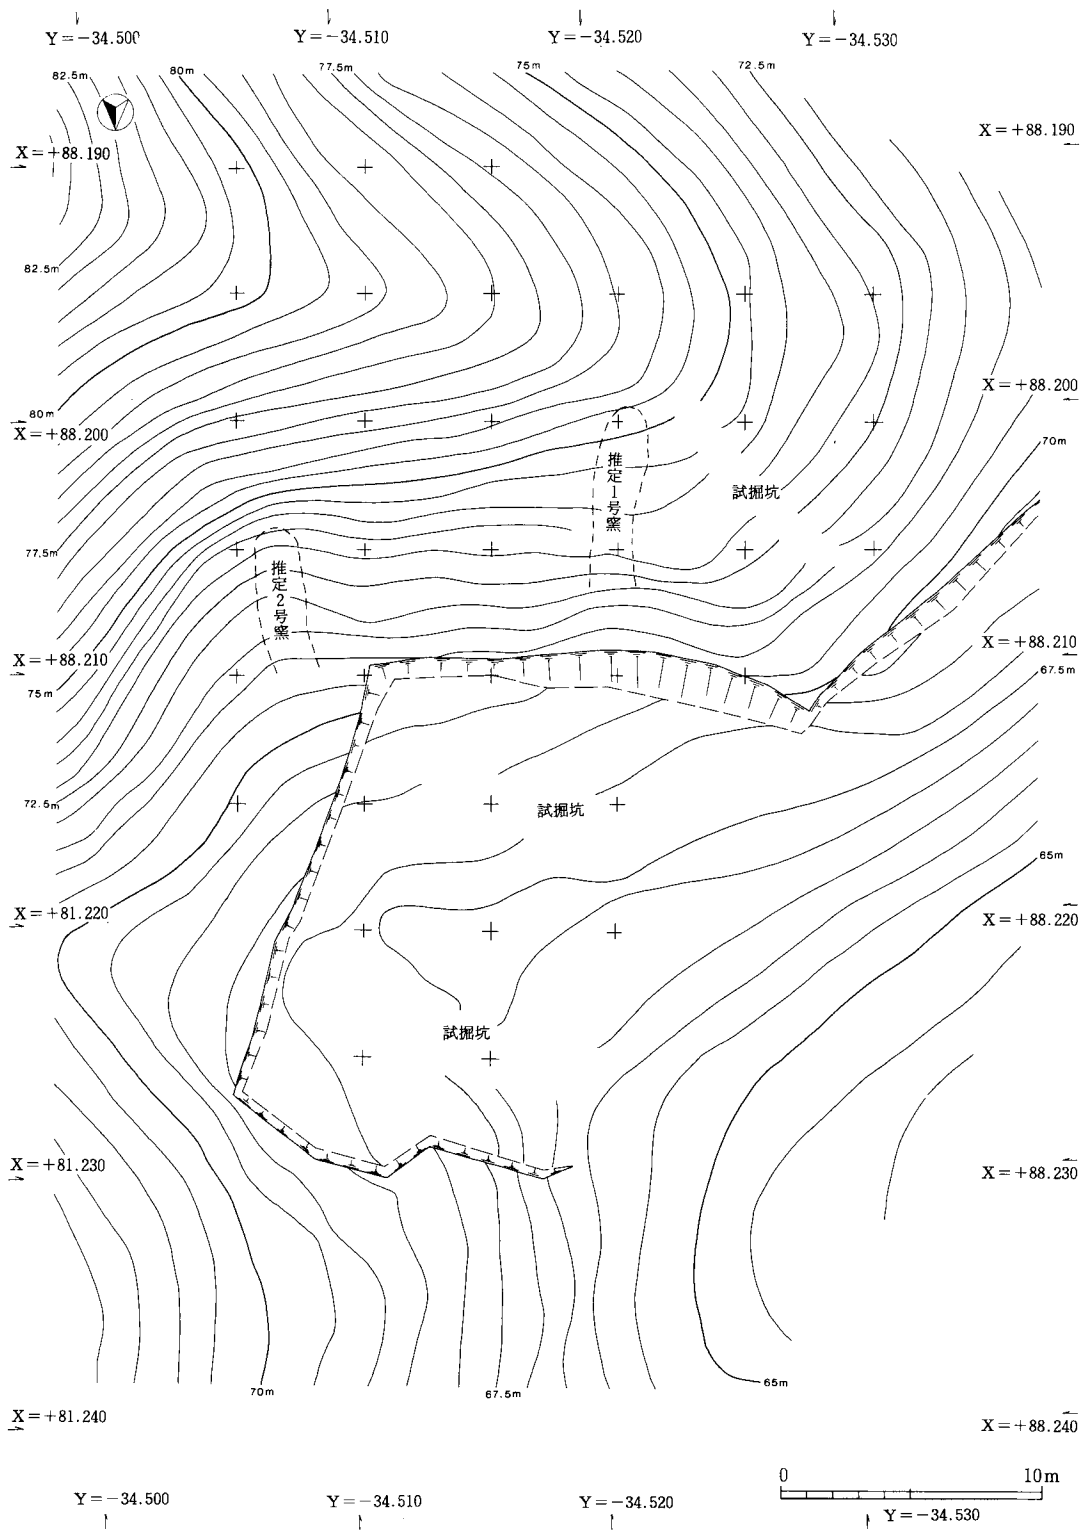 Y=-34.500
Y=-34.510
Y=-34.520
Y=-34.530
82.5m
80m
77.5m
75m
72.5m
X=+88.190
X=+88.190
82.5m
X=+88.200
80m
X=+88.200
70m
推定1号窯
試掘坑
77.5m
推定2号窯
X=+88.210
X=+88.210
67.5m
75m
72.5m
試掘坑
65m
X=+81.220
X=+88.220
試掘坑
X=+81.230
X=+88.230
70m
67.5m
65m
X=+81.240
X=+88.240
0 10m
Y=-34.500
Y=-34.510
Y=-34.520
Y=-34.530